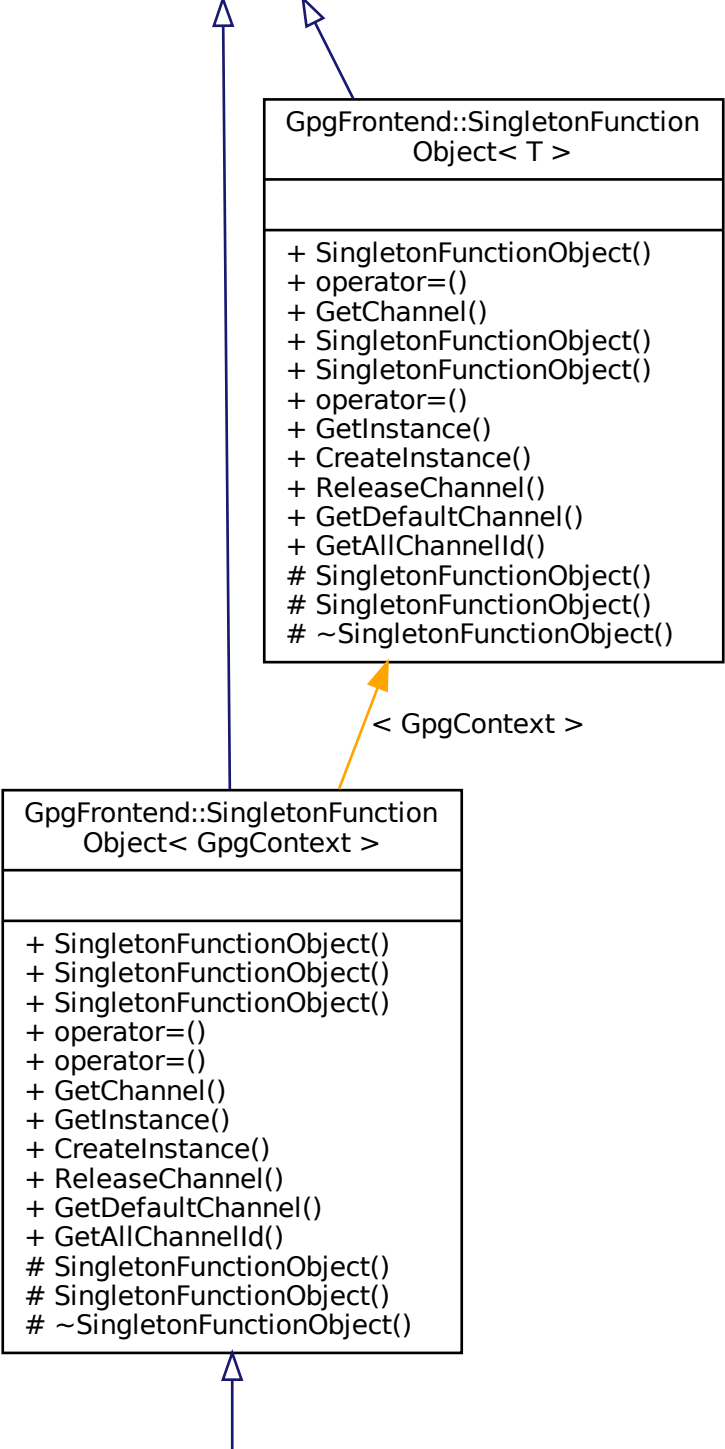 GpgFrontend::SingletonFunction
Object< T >
+ SingletonFunctionObject()
+ operator=()
+ GetChannel()
+ SingletonFunctionObject()
+ SingletonFunctionObject()
+ operator=()
+ GetInstance()
+ CreateInstance()
+ ReleaseChannel()
+ GetDefaultChannel()
+ GetAllChannelId()
# SingletonFunctionObject()
# SingletonFunctionObject()
# ~SingletonFunctionObject()
< GpgContext >
GpgFrontend::SingletonFunction
Object< GpgContext >
+ SingletonFunctionObject()
+ SingletonFunctionObject()
+ SingletonFunctionObject()
+ operator=()
+ operator=()
+ GetChannel()
+ GetInstance()
+ CreateInstance()
+ ReleaseChannel()
+ GetDefaultChannel()
+ GetAllChannelId()
# SingletonFunctionObject()
# SingletonFunctionObject()
# ~SingletonFunctionObject()